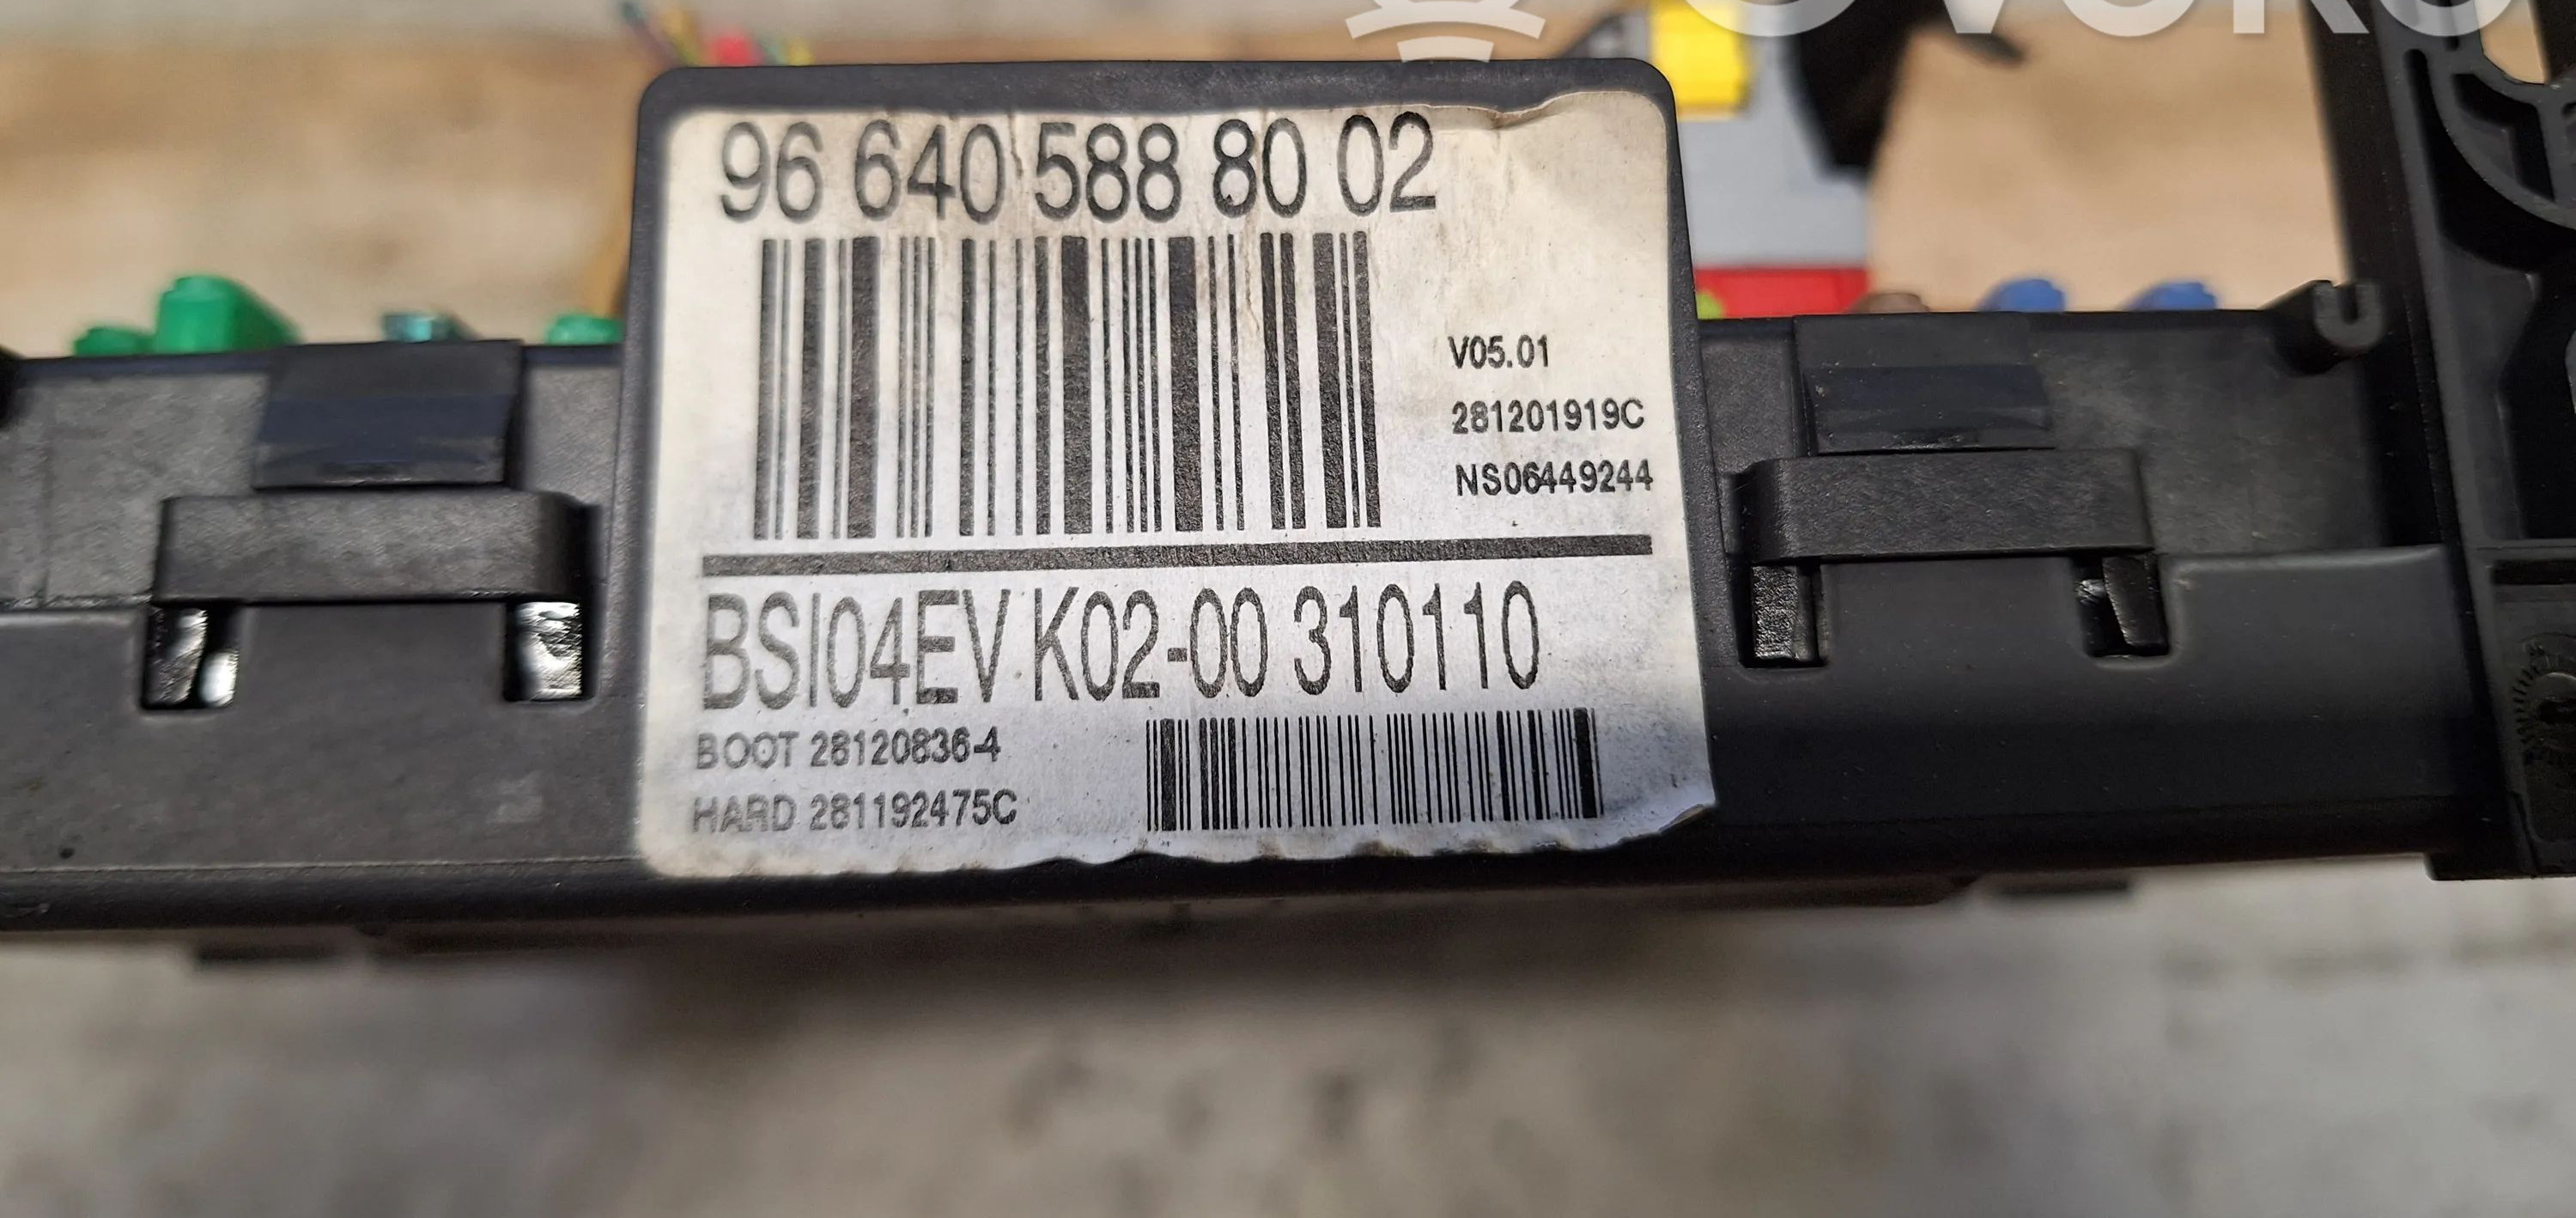 96 640 588 80 02
V05.01
281201919C
NS06449244
BSI04EV K02-00 310110
BOOT 28120836-4
HARD 281192475C